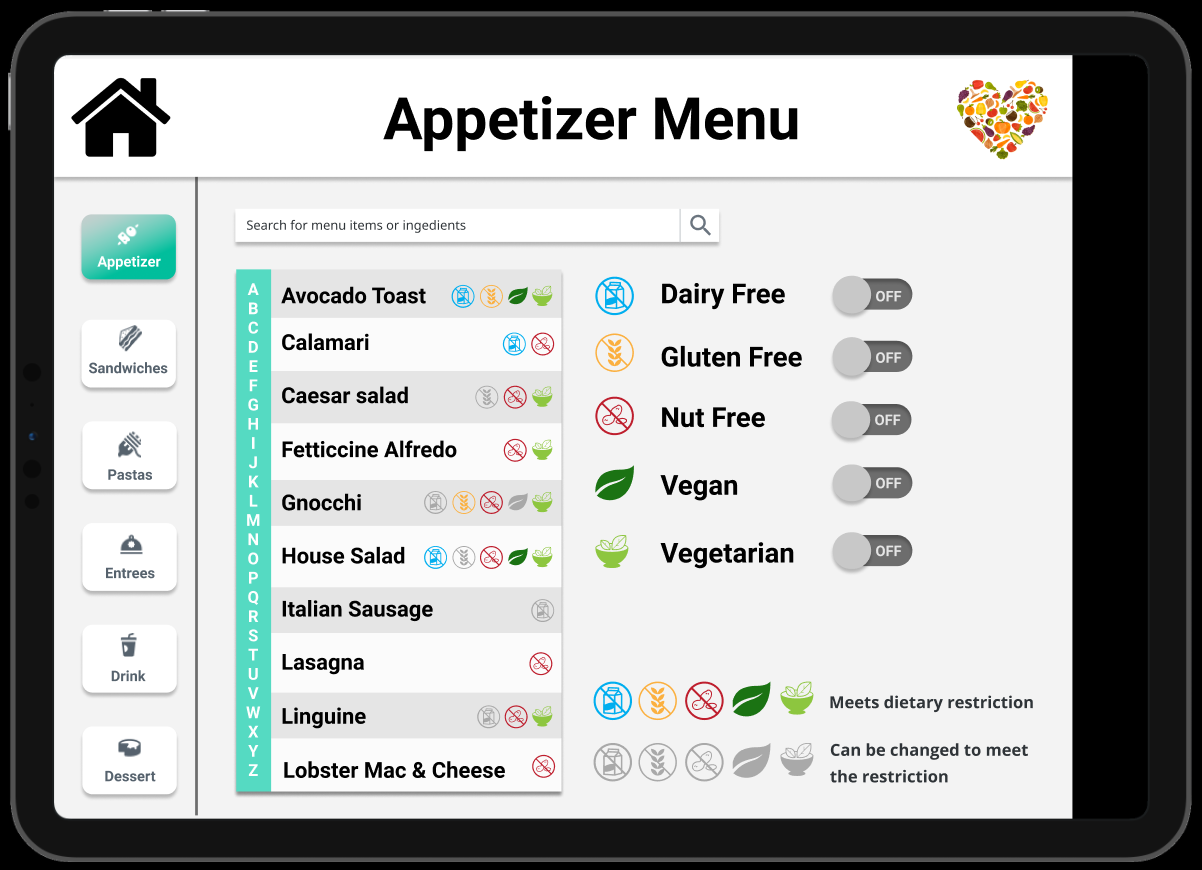 Appetizer Menu
Appetizer
Sandwiches
Pastas
Entrees
Drink
Dessert
Search for menu items or ingedients
A
B
C
D
E
F
G
H
I
J
K
L
M
N
O
P
Q
R
S
T
U
V
W
X
Y
Z
Avocado Toast
Calamari
Caesar salad
Fetticcine Alfredo
Gnocchi
House Salad
Italian Sausage
Lasagna
Linguine
Lobster Mac & Cheese
Dairy Free OFF
Gluten Free OFF
Nut Free OFF
Vegan OFF
Vegetarian OFF
Meets dietary restriction
Can be changed to meet
the restriction